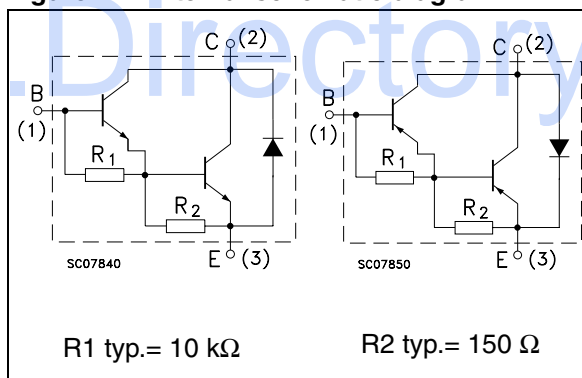 .Directory
C (2) C (2)
B B
(1) (1)
R1 R1
R2 R2
SC07840 E (3) SC07850 E (3)
R1 typ.= 10 kΩ R2 typ.= 150 Ω